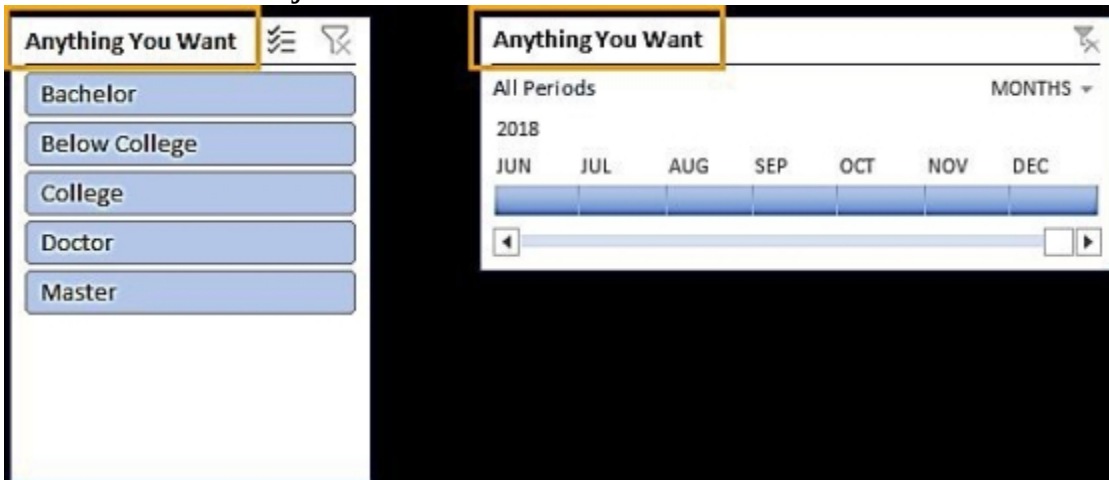 Anything You Want
Bachelor
Below College
College
Doctor
Master
Anything You Want
All Periods MONTHS
2018
JUN JUL AUG SEP OCT NOV DEC